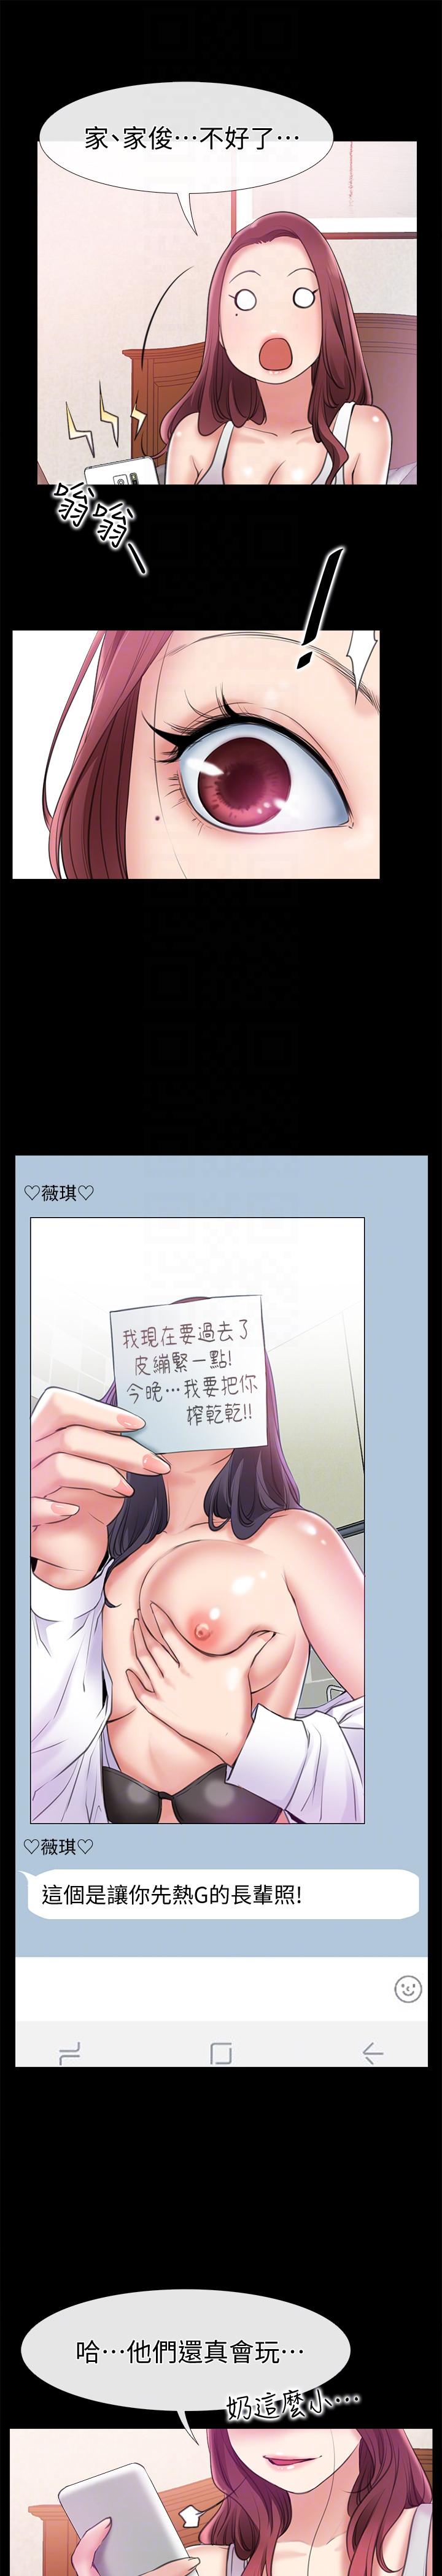 家、家俊…不好了…
嗡嗡～
♡薇琪♡
我現在要過去了
皮繃緊一點!
今晚…我要把你
榨乾乾!!
♡薇琪♡
這個是讓你先熱G的長輩照!
哈…他們還真會玩…
奶這麼小…